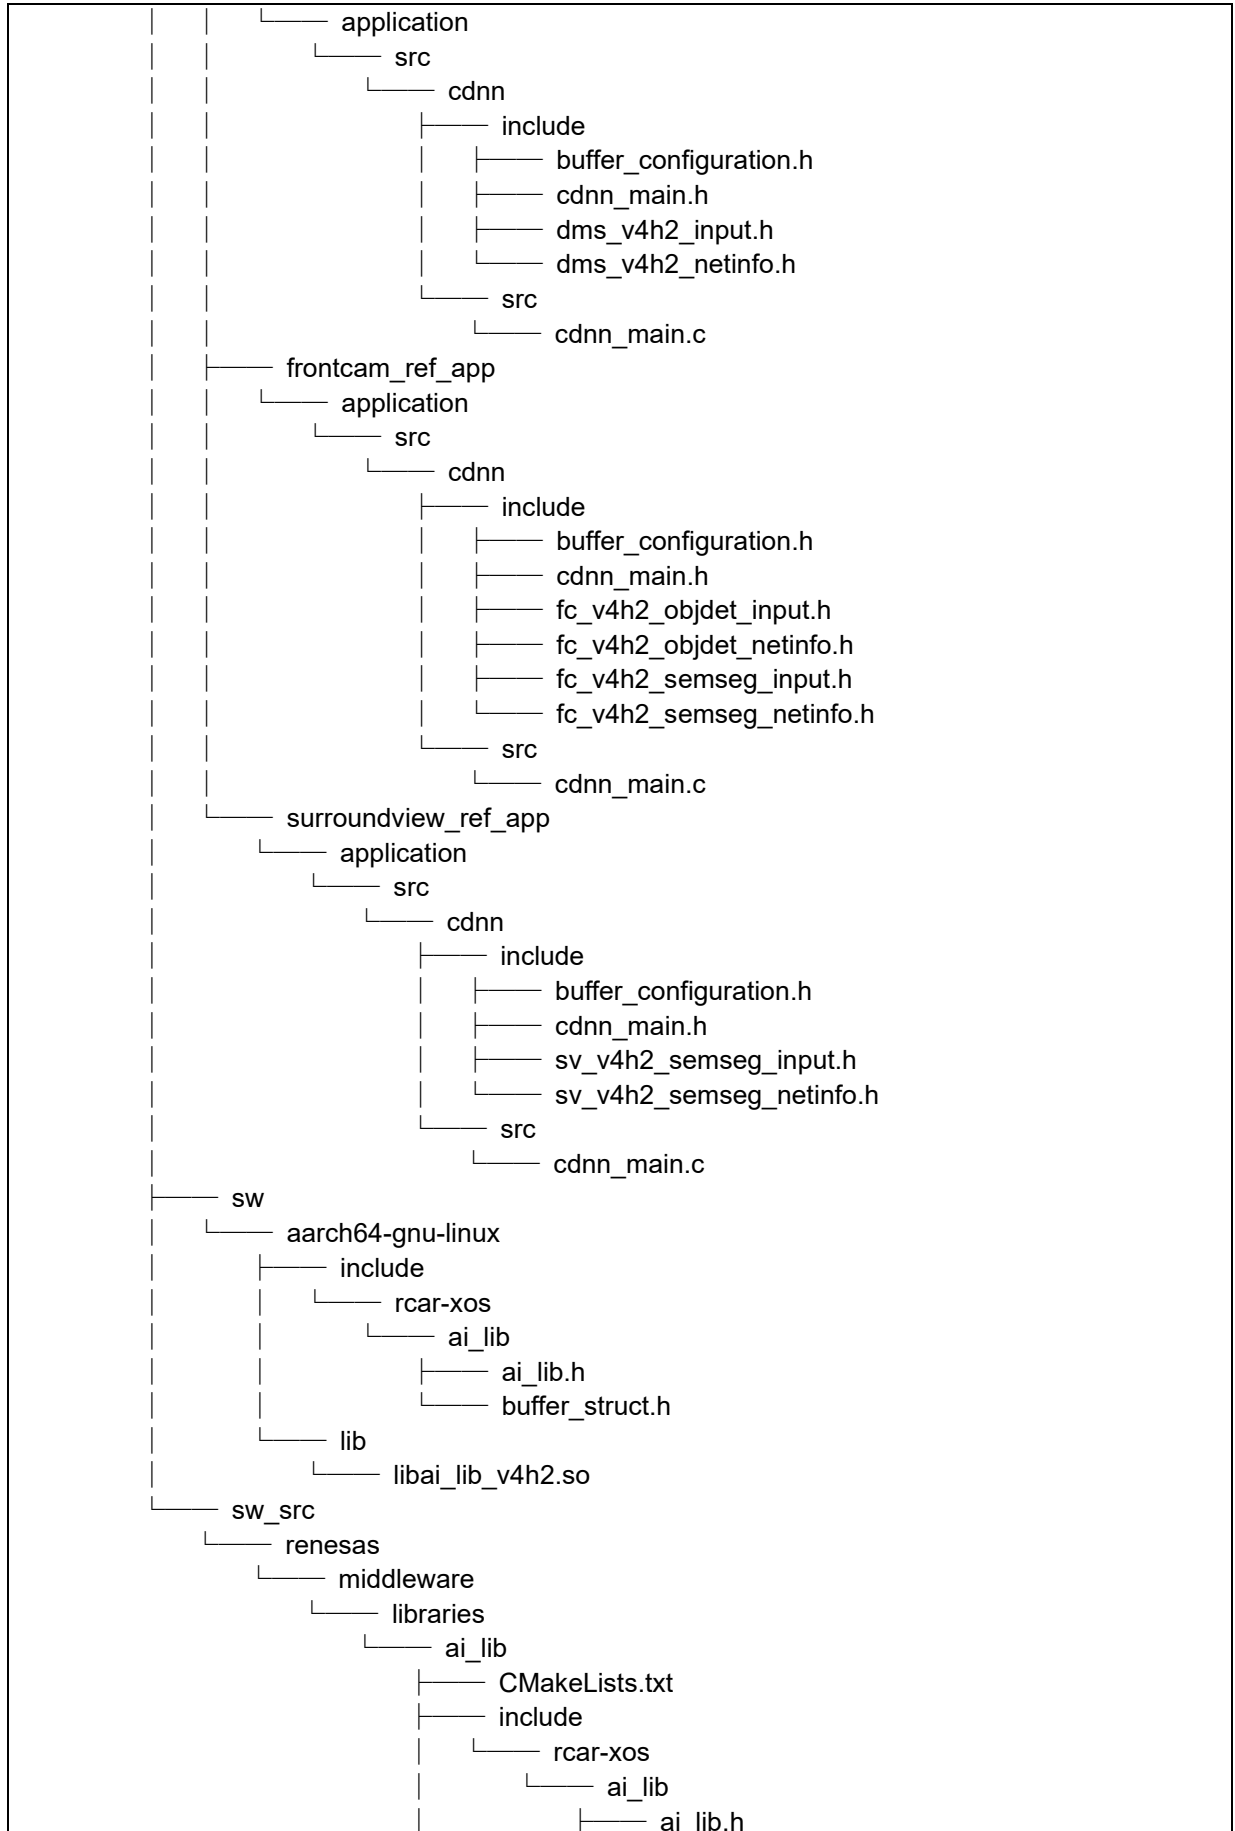 application
src
cdnn
include
buffer_configuration.h
cdnn_main.h
dms_v4h2_input.h
dms_v4h2_netinfo.h
src
cdnn_main.c
frontcam_ref_app
application
src
cdnn
include
buffer_configuration.h
cdnn_main.h
fc_v4h2_objdet_input.h
fc_v4h2_objdet_netinfo.h
fc_v4h2_semseg_input.h
fc_v4h2_semseg_netinfo.h
src
cdnn_main.c
surroundview_ref_app
application
src
cdnn
include
buffer_configuration.h
cdnn_main.h
sv_v4h2_semseg_input.h
sv_v4h2_semseg_netinfo.h
src
cdnn_main.c
sw
aarch64-gnu-linux
include
rcar-xos
ai_lib
ai_lib.h
buffer_struct.h
lib
libai_lib_v4h2.so
sw_src
renesas
middleware
libraries
ai_lib
CMakeLists.txt
include
rcar-xos
ai_lib
ai_lib.h